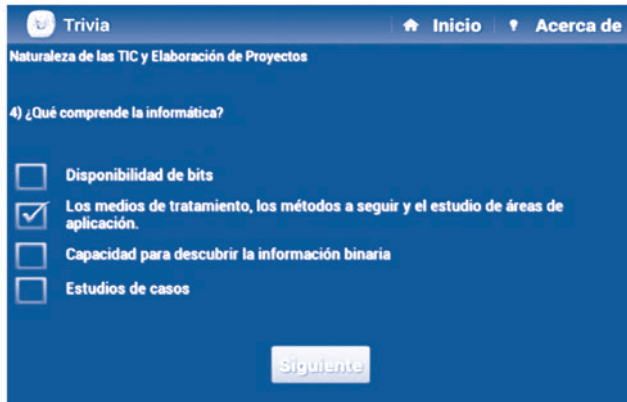 Trivia Inicio Acerca de
Naturaleza de las TIC y Elaboración de Proyectos
4) ¿Qué comprende la informática?
Disponibilidad de bits
Los medios de tratamiento, los métodos a seguir y el estudio de áreas de
aplicación.
Capacidad para descubrir la información binaria
Estudios de casos
Siguiente